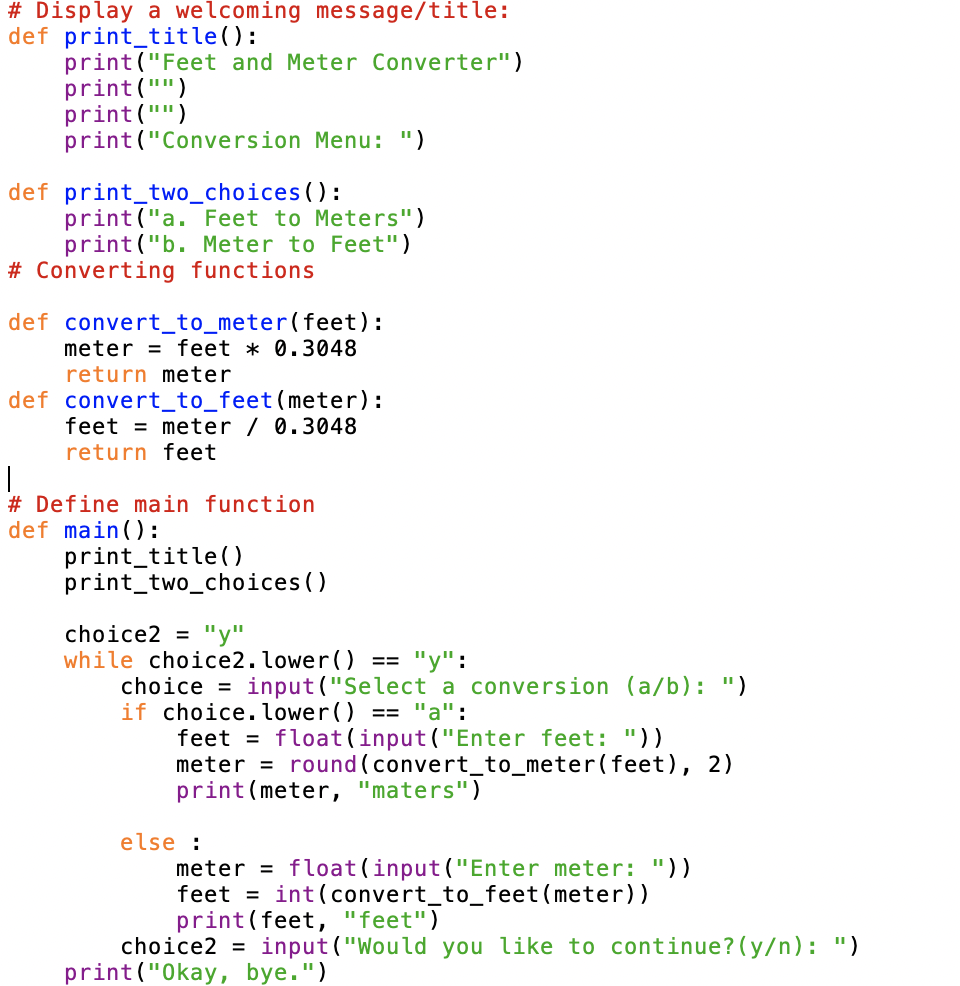 # Display a welcoming message/title:
def print_title():
    print("Feet and Meter Converter")
    print("")
    print("")
    print("Conversion Menu: ")

def print_two_choices():
    print("a. Feet to Meters")
    print("b. Meter to Feet")
# Converting functions

def convert_to_meter(feet):
    meter = feet * 0.3048
    return meter
def convert_to_feet(meter):
    feet = meter / 0.3048
    return feet

# Define main function
def main():
    print_title()
    print_two_choices()

    choice2 = "y"
    while choice2.lower() == "y":
        choice = input("Select a conversion (a/b): ")
        if choice.lower() == "a":
            feet = float(input("Enter feet: "))
            meter = round(convert_to_meter(feet), 2)
            print(meter, "maters")

        else :
            meter = float(input("Enter meter: "))
            feet = int(convert_to_feet(meter))
            print(feet, "feet")
        choice2 = input("Would you like to continue?(y/n): ")
    print("Okay, bye.")